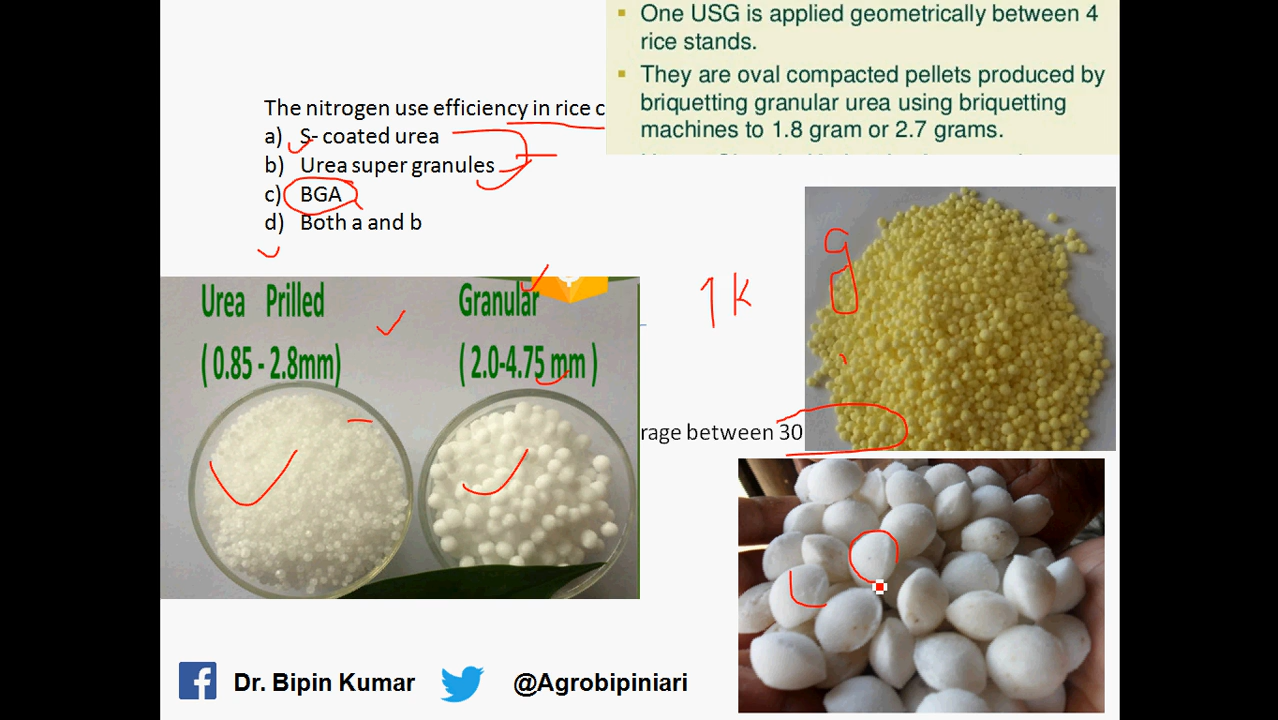 One USG is applied geometrically between 4
rice stands.
They are oval compacted pellets produced by
briquetting granular urea using briquetting
machines to 1.8 gram or 2.7 grams.
The nitrogen use efficiency in rice c
a) S- coated urea
b) Urea super granules
c) BGA
d) Both a and b
Urea Prilled
( 0.85 - 2.8mm)
Granular
( 2.0-4.75 mm )
1 k
rage between 30
Dr. Bipin Kumar
@Agrobipiniari